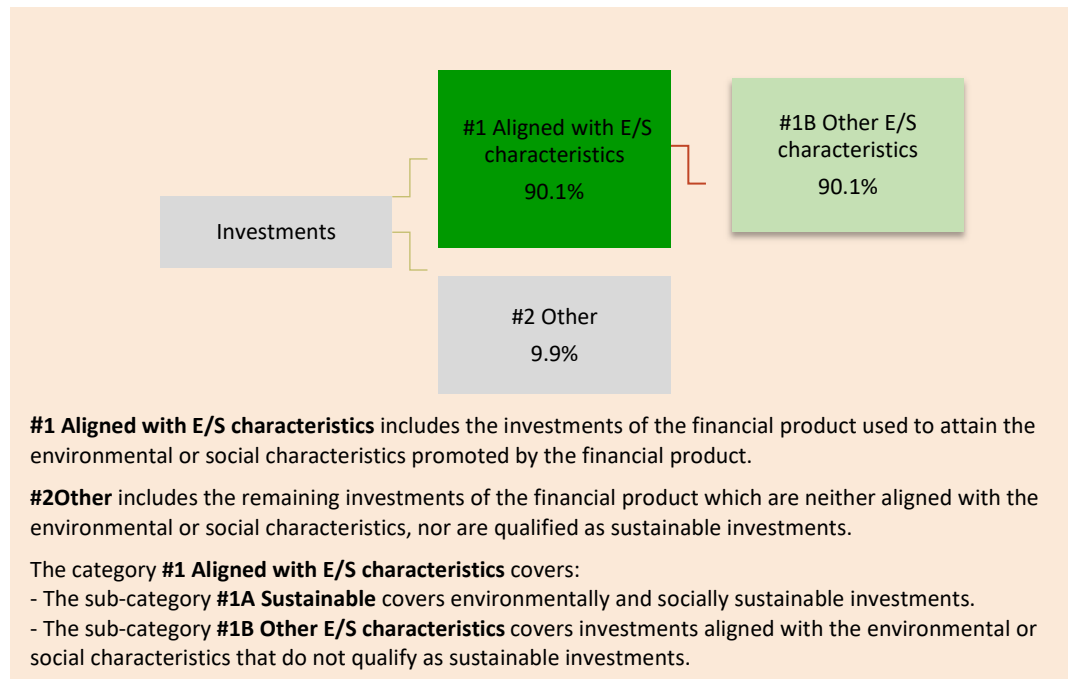 #1 Aligned with E/S
characteristics
90.1%
#1B Other E/S
characteristics
90.1%
Investments
#2 Other
9.9%
#1 Aligned with E/S characteristics includes the investments of the financial product used to attain the
environmental or social characteristics promoted by the financial product.
#2Other includes the remaining investments of the financial product which are neither aligned with the
environmental or social characteristics, nor are qualified as sustainable investments.
The category #1 Aligned with E/S characteristics covers:
- The sub-category #1A Sustainable covers environmentally and socially sustainable investments.
- The sub-category #1B Other E/S characteristics covers investments aligned with the environmental or
social characteristics that do not qualify as sustainable investments.